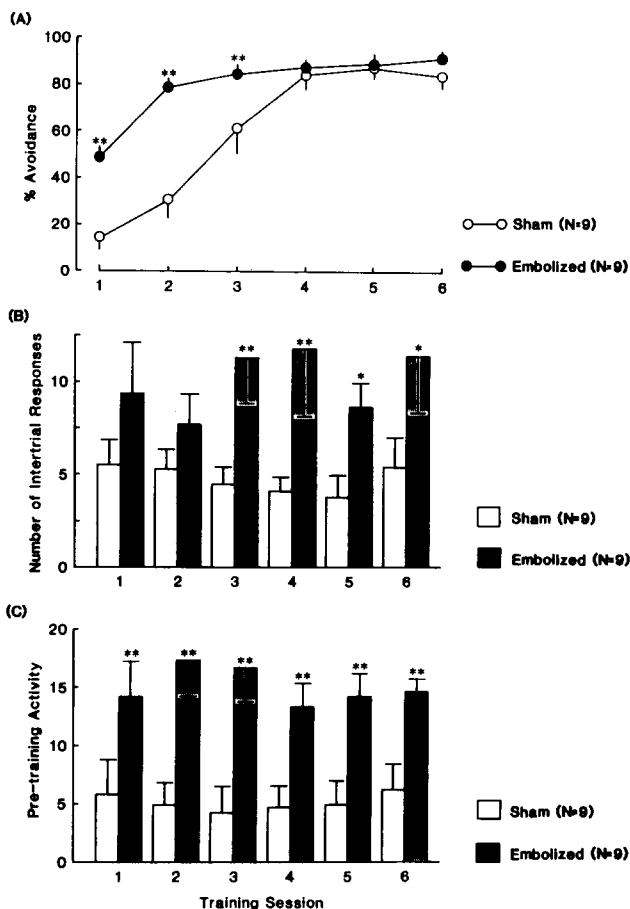 (A)
100
80
60
40
20
0
% Avoidance
** ** **
1 2 3 4 5 6
Sham (N=9)
Embolized (N=9)
(B)
10
5
0
Number of Intertrial Responses
** ** * *
1 2 3 4 5 6
Sham (N=9)
Embolized (N=9)
(C)
20
15
10
5
0
Pre-training Activity
** ** ** ** ** **
1 2 3 4 5 6
Sham (N=9)
Embolized (N=9)
Training Session